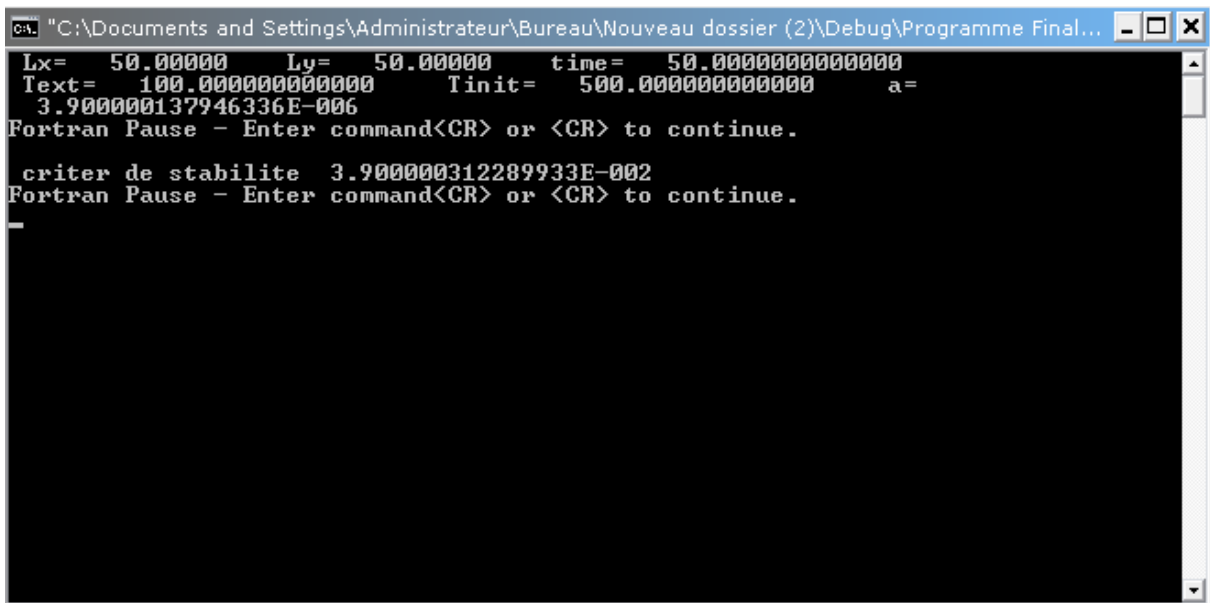 "C:\Documents and Settings\Administrateur\Bureau\Nouveau dossier (2)\Debug\Programme Final...
Lx= 50.00000 Ly= 50.00000 time= 50.0000000000000
Text= 100.000000000000 Tinit= 500.000000000000 a=
3.900000137946336E-006
Fortran Pause - Enter command<CR> or <CR> to continue.
criter de stabilite 3.900000312289933E-002
Fortran Pause - Enter command<CR> or <CR> to continue.